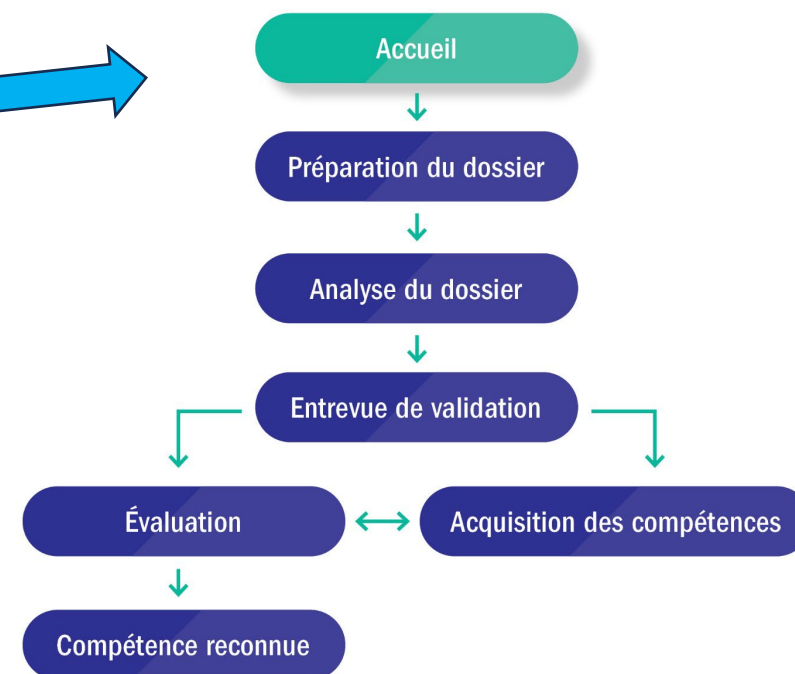 Accueil
Préparation du dossier
Analyse du dossier
Entrevue de validation
Évaluation
Acquisition des compétences
Compétence reconnue